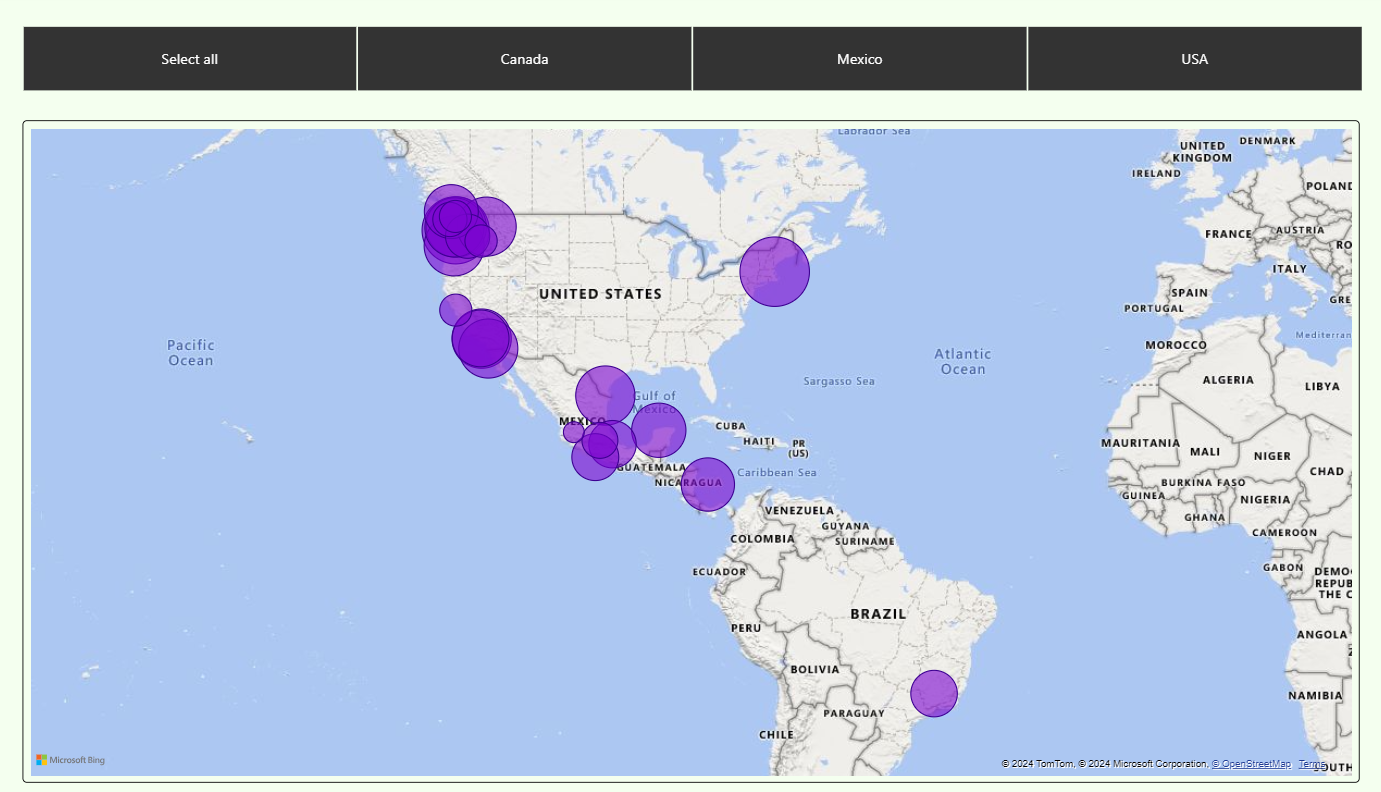 Select all
Canada
Mexico
USA
Labrador Sea
UNITED
KINGDOM
DENMARK
IRELAND
POLAND
FRANCE
AUSTRIA
RO
ITALY
SPAIN
GRE
PORTUGAL
UNITED STATES
Mediterran
MOROCCO
Pacific
Ocean
Atlantic
Ocean
Sargasso Sea
ALGERIA
LIBYA
Gulf of
Mexico
MEXICO
CUBA
HAITI
PR
(US)
MAURITANIA
MALI
NIGER
CHAD
GUATEMALA
Caribbean Sea
NICARAGUA
BURKINA FASO
GUINEA
NIGERIA
VENEZUELA
GHANA
GUYANA
SURINAME
COLOMBIA
CAMEROON
ECUADOR
GABON
DEMO
REPUB
THE C
BRAZIL
PERU
ANGOLA
BOLIVIA
NAMIBIA
PARAGUAY
CHILE
Microsoft Bing
© 2024 TomTom, © 2024 Microsoft Corporation, © OpenStreetMap Terms
OUTH